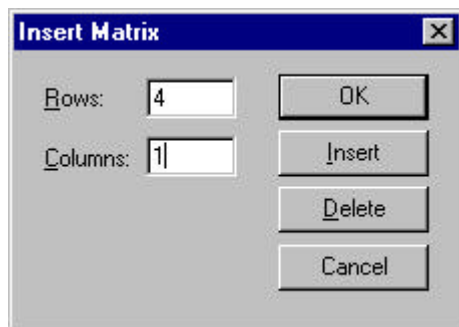 Insert Matrix
Rows: 4
OK
Columns: 1
Insert
Delete
Cancel